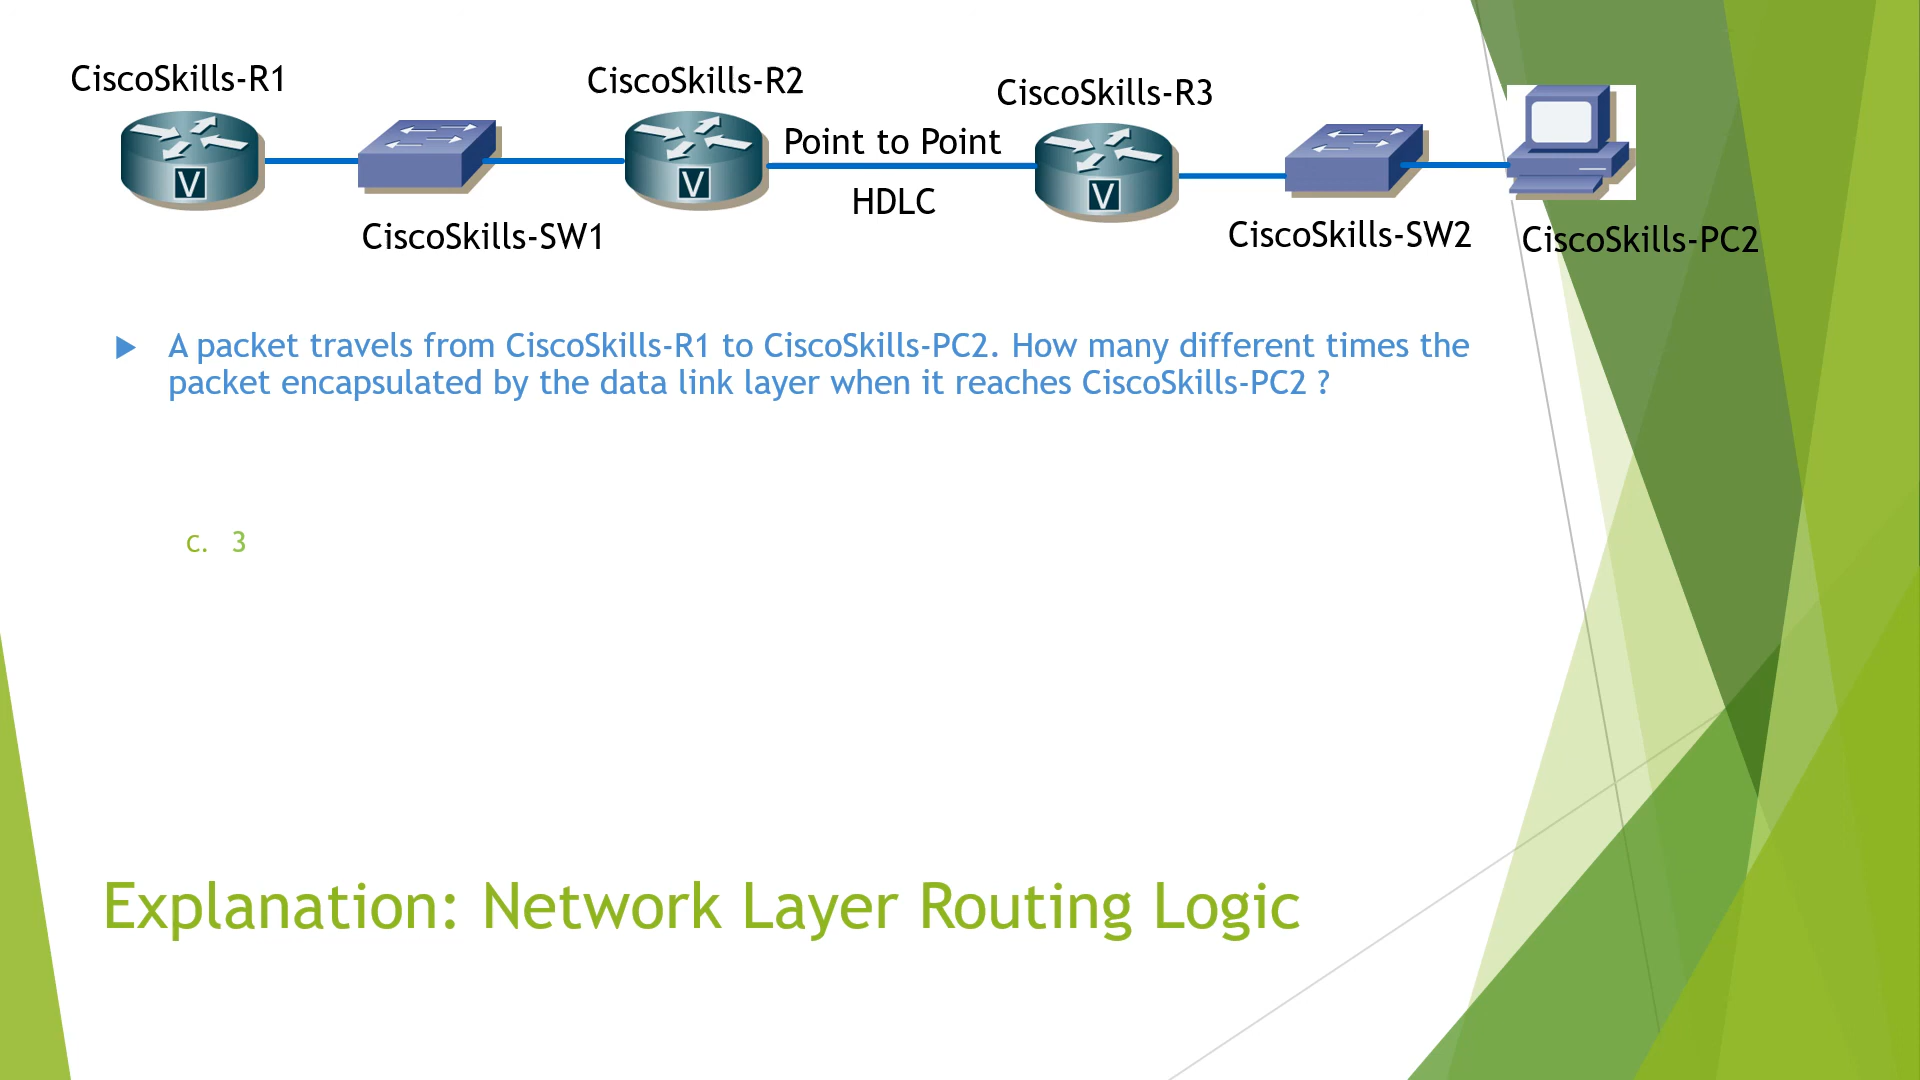 CiscoSkills-R1
CiscoSkills-R2
CiscoSkills-R3
Point to Point
HDLC
V
V
V
CiscoSkills-SW1
CiscoSkills-SW2
CiscoSkills-PC2
A packet travels from CiscoSkills-R1 to CiscoSkills-PC2. How many different times the
packet encapsulated by the data link layer when it reaches CiscoSkills-PC2 ?
c. 3
Explanation: Network Layer Routing Logic